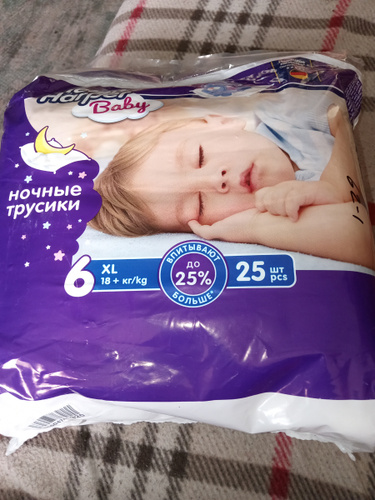 Baby
ночные
трусики
6
XL
18 + кг/kg
ВПИТЫВАЮТ
ДО
25%
БОЛЬШЕ*
25 шт
pcs